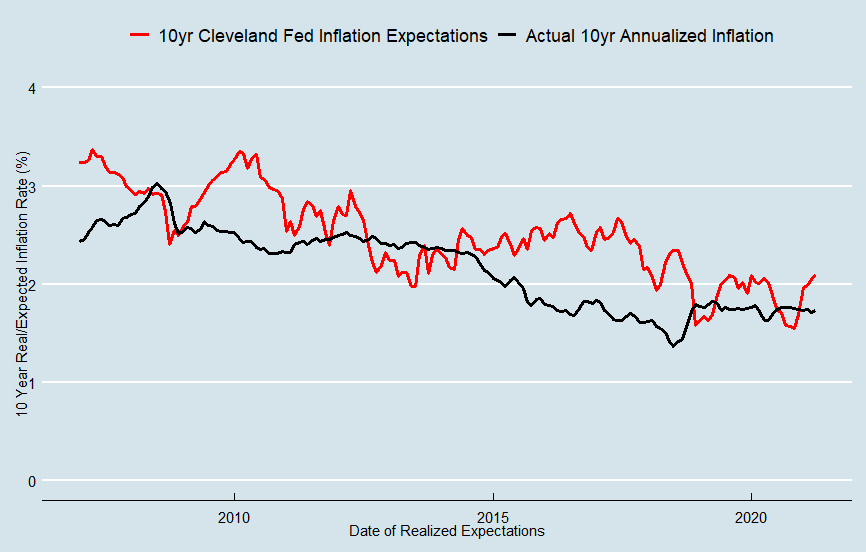 10yr Cleveland Fed Inflation Expectations Actual 10yr Annualized Inflation
10 Year Real/Expected Inflation Rate (%)
4
3
2
1
0
2010 2015 2020
Date of Realized Expectations